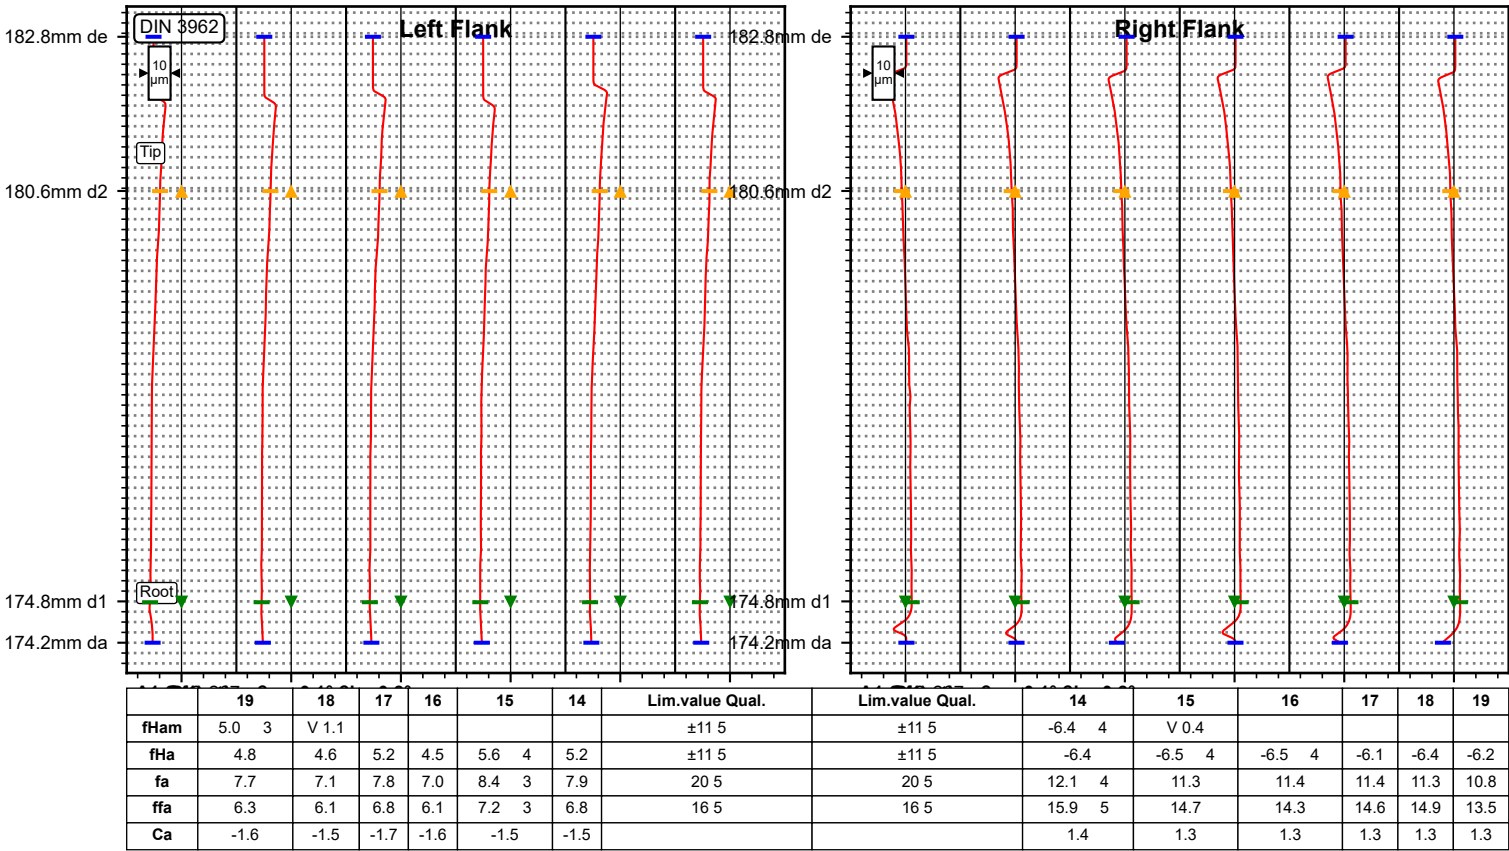 DIN 3962
Left Flank
Right Flank
182.8mm de
182.8mm de
10
µm
10
µm
Tip
180.6mm d2
180.6mm d2
Root
174.8mm d1
174.8mm d1
174.2mm da
174.2mm da
19 18 17 16 15 14 Lim.value Qual. Lim.value Qual. 14 15 16 17 18 19
fHam 5.0 3 V 1.1 ±11 5 ±11 5 -6.4 4 V 0.4
fHa 4.8 4.6 5.2 4.5 5.6 4 5.2 ±11 5 ±11 5 -6.4 -6.5 4 -6.5 4 -6.1 -6.4 -6.2
fa 7.7 7.1 7.8 7.0 8.4 3 7.9 20 5 20 5 12.1 4 11.3 11.4 11.4 11.3 10.8
ffa 6.3 6.1 6.8 6.1 7.2 3 6.8 16 5 16 5 15.9 5 14.7 14.3 14.6 14.9 13.5
Ca -1.6 -1.5 -1.7 -1.6 -1.5 -1.5 1.4 1.3 1.3 1.3 1.3 1.3